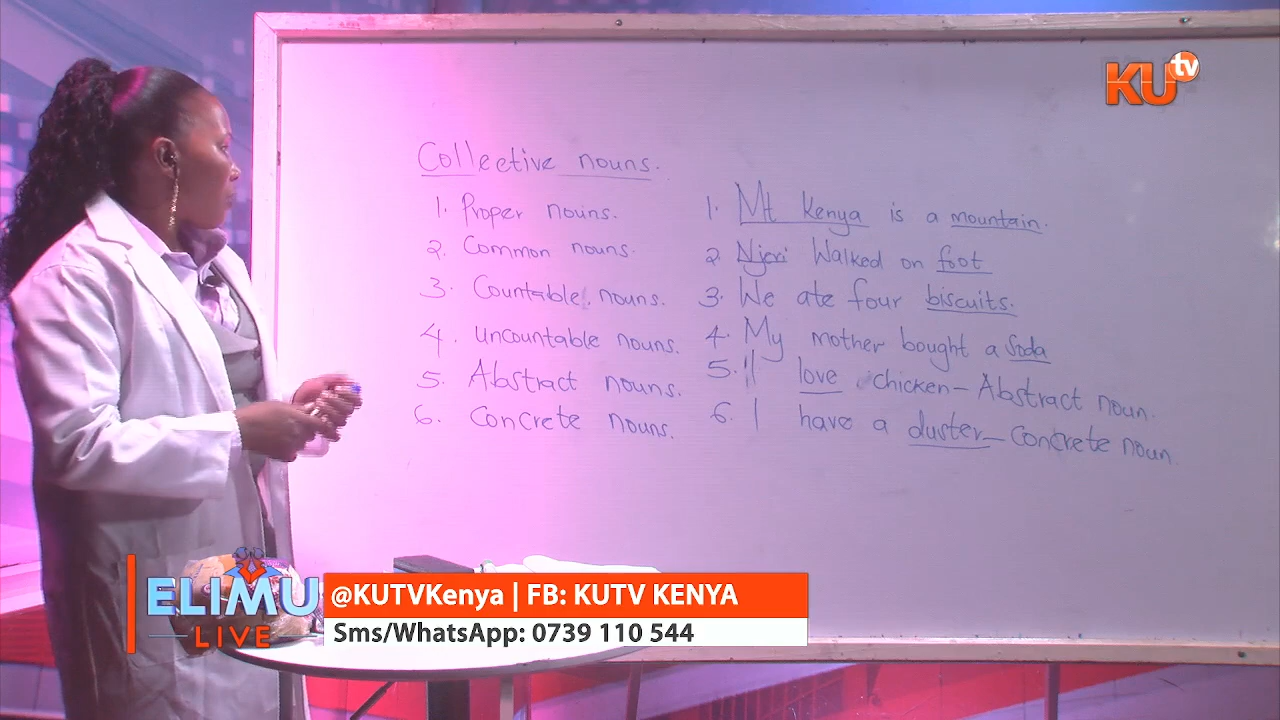 KU tv
Collective nouns.
1. Proper nouns.
2. Common nouns.
3. Countable nouns.
4. uncountable nouns.
5. Abstract nouns.
6. Concrete nouns.
1. Mt Kenya is a mountain.
2 Njeri Walked on foot
3. We ate four biscuits.
4. My mother bought a Soda
5. I love chicken - Abstract noun.
6. I have a duster - concrete noun.
ELIMU
LIVE
@KUTVKenya | FB: KUTV KENYA
Sms/WhatsApp: 0739 110 544